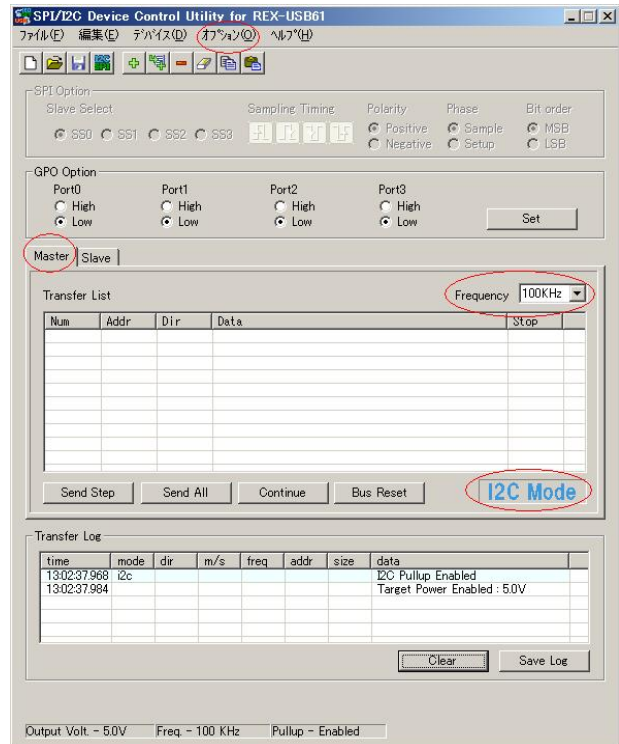 SPI/I2C Device Control Utility for REX-USB61
ファイル(F) 編集(E) デバイス(D) オプション(O) ヘルプ(H)
SPI Option
Slave Select Sampling Timing Polarity Phase Bit order
SS0 SS1 SS2 SS3 Positive Sample MSB
Negative Setup LSB
GPO Option
Port0 Port1 Port2 Port3
High High High High
Low Low Low Low Set
Master Slave
Transfer List Frequency 100KHz
Num Addr Dir Data Stop
Send Step Send All Continue Bus Reset I2C Mode
Transfer Log
time mode dir m/s freq addr size data
13:02:37.968 i2c I2C Pullup Enabled
13:02:37.984 Target Power Enabled : 5.0V
Clear Save Log
Output Volt. - 5.0V Freq. - 100 KHz Pullup - Enabled